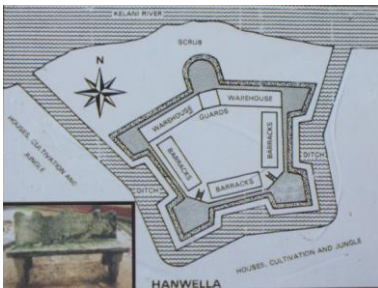 KELANI RIVER
SCRUB
N
WAREHOUSE
WARHOUSE
GUARDS
HOUSES, CULTIVATION AND
JUNGLE
BARRACKS
BARRACKS
DITCH
DITCH
BARRACKS
HOUSES, CULTIVATION AND JUNGLE
HANWELLA